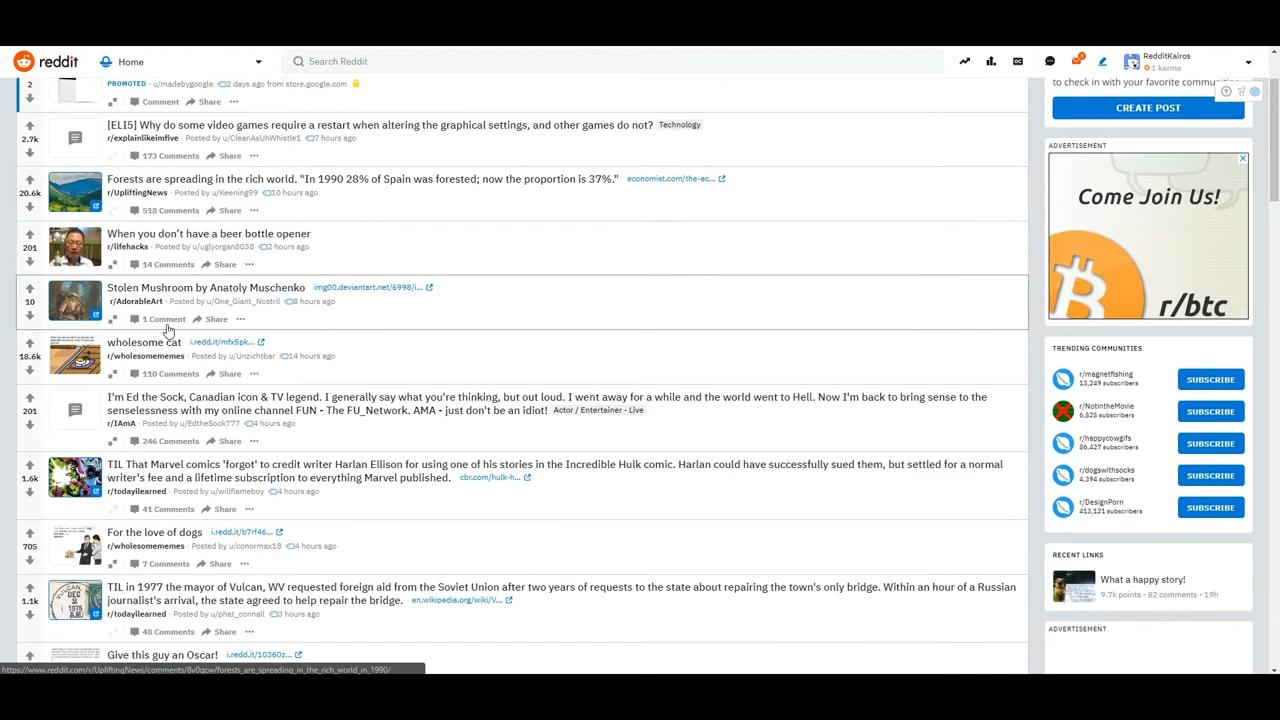 reddit
Home
Search Reddit
RedditKairos
1 karma
2
PROMOTED · u/madebygoogle 2 days ago from store.google.com
Comment Share
to check in with your favorite communities.
CREATE POST
2.7k
[ELI5] Why do some video games require a restart when altering the graphical settings, and other games do not? Technology
r/explainlikeimfive · Posted by u/CleanAsUhWhistle1 7 hours ago
173 Comments Share
20.6k
Forests are spreading in the rich world. "In 1990 28% of Spain was forested; now the proportion is 37%." economist.com/the-ec...
r/UpliftingNews · Posted by u/Keening99 10 hours ago
518 Comments Share
201
When you don't have a beer bottle opener
r/lifehacks · Posted by u/uglyorgan8038 2 hours ago
14 Comments Share
10
Stolen Mushroom by Anatoly Muschenko img00.deviantart.net/6998/i...
r/AdorableArt · Posted by u/One_Giant_Nostril 8 hours ago
1 Comment Share
18.6k
wholesome cat i.redd.it/mfx5pk...
r/wholesomememes · Posted by u/Unzichtbar 14 hours ago
110 Comments Share
201
I'm Ed the Sock, Canadian icon & TV legend. I generally say what you're thinking, but out loud. I went away for a while and the world went to Hell. Now I'm back to bring sense to the
senselessness with my online channel FUN - The FU_Network. AMA - just don't be an idiot! Actor / Entertainer - Live
r/IAmA · Posted by u/EdtheSock777 4 hours ago
246 Comments Share
1.6k
TIL That Marvel comics 'forgot' to credit writer Harlan Ellison for using one of his stories in the Incredible Hulk comic. Harlan could have successfully sued them, but settled for a normal
writer's fee and a lifetime subscription to everything Marvel published. cbr.com/hulk-h...
r/todayilearned · Posted by u/willflameboy 4 hours ago
41 Comments Share
705
For the love of dogs i.redd.it/b7rf46...
r/wholesomememes · Posted by u/conormax18 4 hours ago
7 Comments Share
1.1k
TIL in 1977 the mayor of Vulcan, WV requested foreign aid from the Soviet Union after two years of requests to the state about repairing the town's only bridge. Within an hour of a Russian
journalist's arrival, the state agreed to help repair the bridge. en.wikipedia.org/wiki/V...
r/todayilearned · Posted by u/phat_connall 3 hours ago
48 Comments Share
Give this guy an Oscar! i.redd.it/10360z...
https://www.reddit.com/r/UpliftingNews/comments/8v0qcw/forests_are_spreading_in_the_rich_world_in_1990/
ADVERTISEMENT
Come Join Us!
r/btc
TRENDING COMMUNITIES
r/magnetfishing
13,249 subscribers
SUBSCRIBE
r/NotInTheMovie
6,525 subscribers
SUBSCRIBE
r/happycowgifs
86,427 subscribers
SUBSCRIBE
r/dogswithsocks
4,394 subscribers
SUBSCRIBE
r/DesignPorn
413,121 subscribers
SUBSCRIBE
RECENT LINKS
What a happy story!
9.7k points · 82 comments · 19h
ADVERTISEMENT